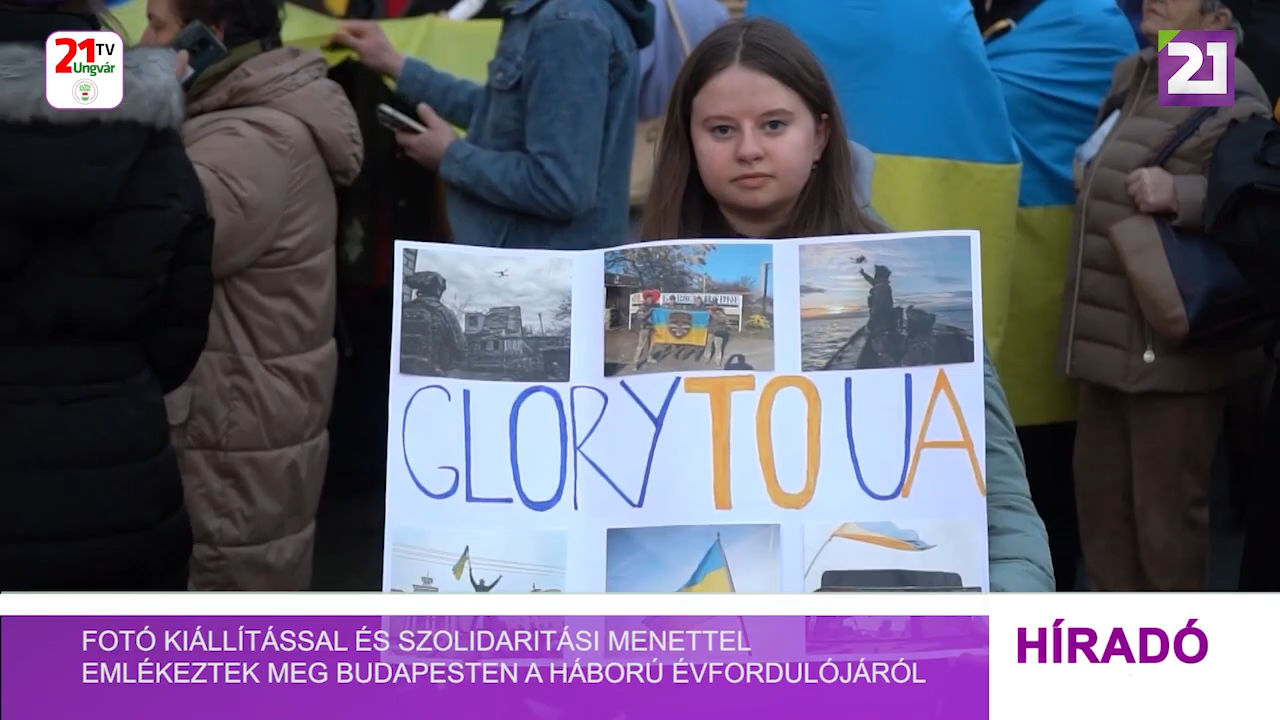 21 TV
Ungvár
21
GLORY TO UA
FOTÓ KIÁLLÍTÁSSAL ÉS SZOLIDARITÁSI MENETTEL
EMLÉKEZTEK MEG BUDAPESTEN A HÁBORÚ ÉVFORDULÓJÁRÓL
HÍRADÓ